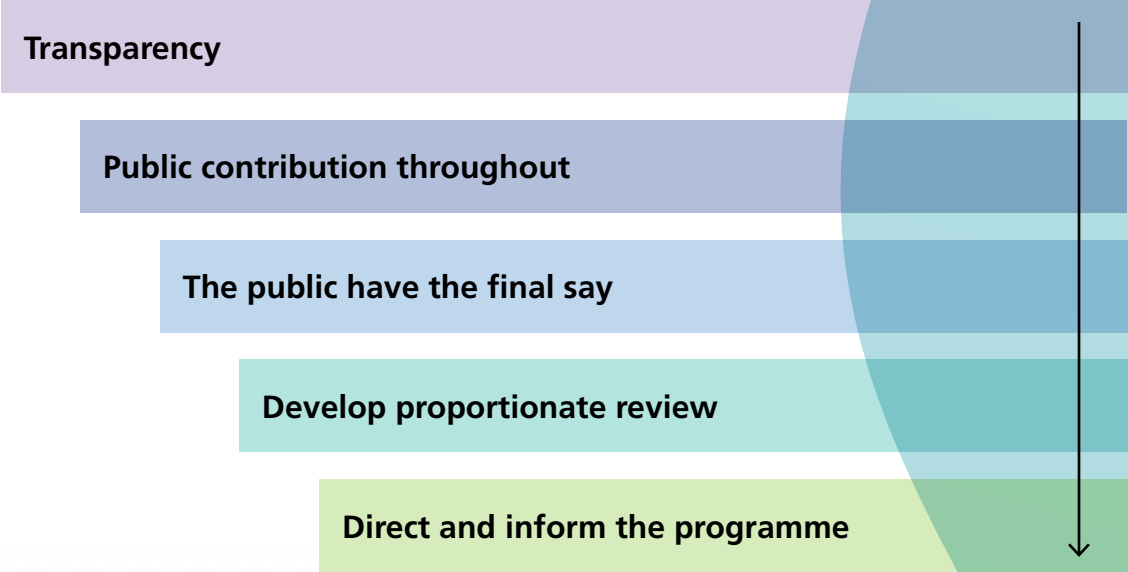 Transparency
Public contribution throughout
The public have the final say
Develop proportionate review
Direct and inform the programme